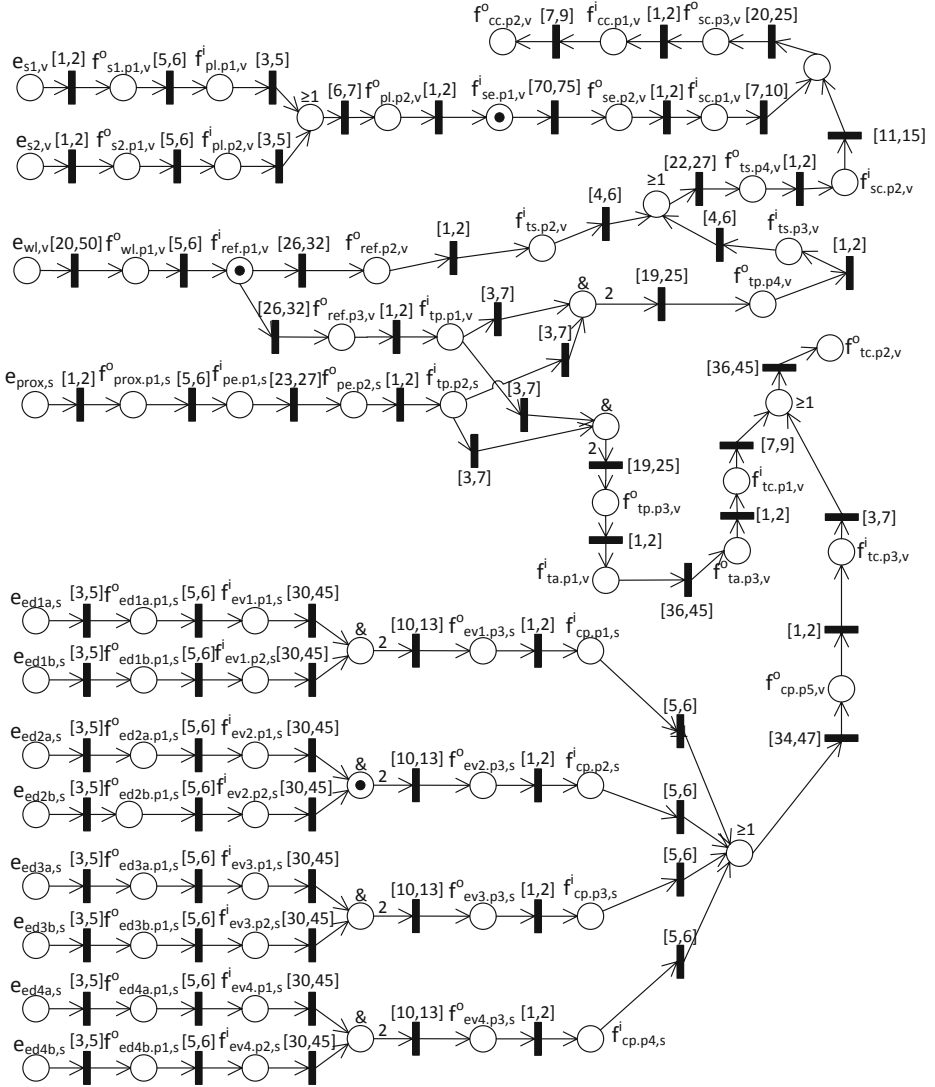 f^o_cc.p2,v [7,9] f^i_cc.p1,v [1,2] f^o_sc.p3,v [20,25]
e_s1,v [1,2] f^o_s1.p1,v [5,6] f^i_pl.p1,v [3,5]
≥1 [6,7] f^o_pl.p2,v [1,2] f^i_se.p1,v [70,75] f^o_se.p2,v [1,2] f^i_sc.p1,v [7,10]
e_s2,v [1,2] f^o_s2.p1,v [5,6] f^i_pl.p2,v [3,5]
[11,15]
≥1 [22,27] f^o_ts.p4,v [1,2] f^i_sc.p2,v
e_wl,v [20,50] f^o_wl.p1,v [5,6] f^i_ref.p1,v [26,32] f^o_ref.p2,v [1,2] f^i_ts.p2,v [4,6]
[4,6] f^i_ts.p3,v [1,2]
[26,32] f^o_ref.p3,v [1,2] f^i_tp.p1,v [3,7] & 2 [19,25] f^o_tp.p4,v
[3,7]
e_prox,s [1,2] f^o_prox.p1,s [5,6] f^i_pe.p1,s [23,27] f^o_pe.p2,s [1,2] f^i_tp.p2,s [3,7] &
[3,7]
2 [19,25]
f^o_tp.p3,v
[1,2]
f^i_ta.p1,v
[36,45]
f^o_ta.p3,v
[1,2]
f^i_tc.p1,v
[7,9]
≥1
[36,45] f^o_tc.p2,v
[3,7]
f^i_tc.p3,v
[1,2]
f^o_cp.p5,v
[34,47]
e_ed1a,s [3,5] f^o_ed1a.p1,s [5,6] f^i_ev1.p1,s [30,45]
& 2 [10,13] f^o_ev1.p3,s [1,2] f^i_cp.p1,s
e_ed1b,s [3,5] f^o_ed1b.p1,s [5,6] f^i_ev1.p2,s [30,45]
[5,6]
e_ed2a,s [3,5] f^o_ed2a.p1,s [5,6] f^i_ev2.p1,s [30,45]
& 2 [10,13] f^o_ev2.p3,s [1,2] f^i_cp.p2,s
e_ed2b,s [3,5] f^o_ed2b.p1,s [5,6] f^i_ev2.p2,s [30,45]
[5,6]
≥1
e_ed3a,s [3,5] f^o_ed3a.p1,s [5,6] f^i_ev3.p1,s [30,45]
[5,6]
& 2 [10,13] f^o_ev3.p3,s [1,2] f^i_cp.p3,s
e_ed3b,s [3,5] f^o_ed3b.p1,s [5,6] f^i_ev3.p2,s [30,45]
[5,6]
e_ed4a,s [3,5] f^o_ed4a.p1,s [5,6] f^i_ev4.p1,s [30,45]
& 2 [10,13] f^o_ev4.p3,s [1,2] f^i_cp.p4,s
e_ed4b,s [3,5] f^o_ed4b.p1,s [5,6] f^i_ev4.p2,s [30,45]